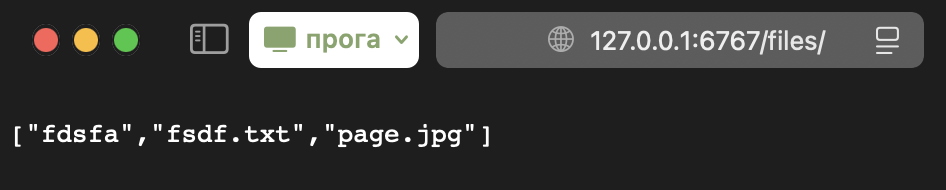 прога
127.0.0.1:6767/files/
["fdsfa","fsdf.txt","page.jpg"]